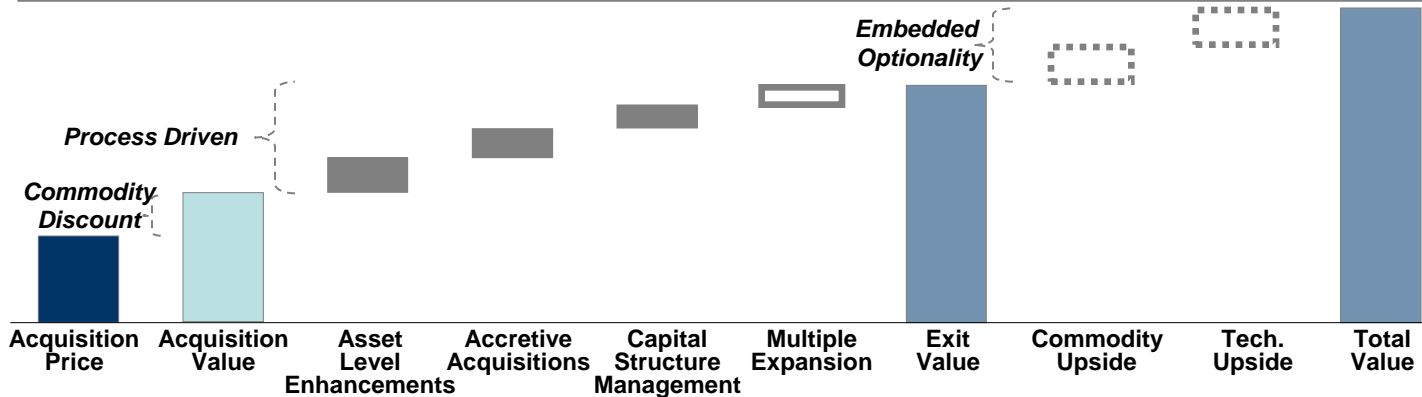 Embedded
Optionality
Process Driven
Commodity
Discount
Acquisition
Price
Acquisition
Value
Asset
Level
Enhancements
Accretive
Acquisitions
Capital
Structure
Management
Multiple
Expansion
Exit
Value
Commodity
Upside
Tech.
Upside
Total
Value